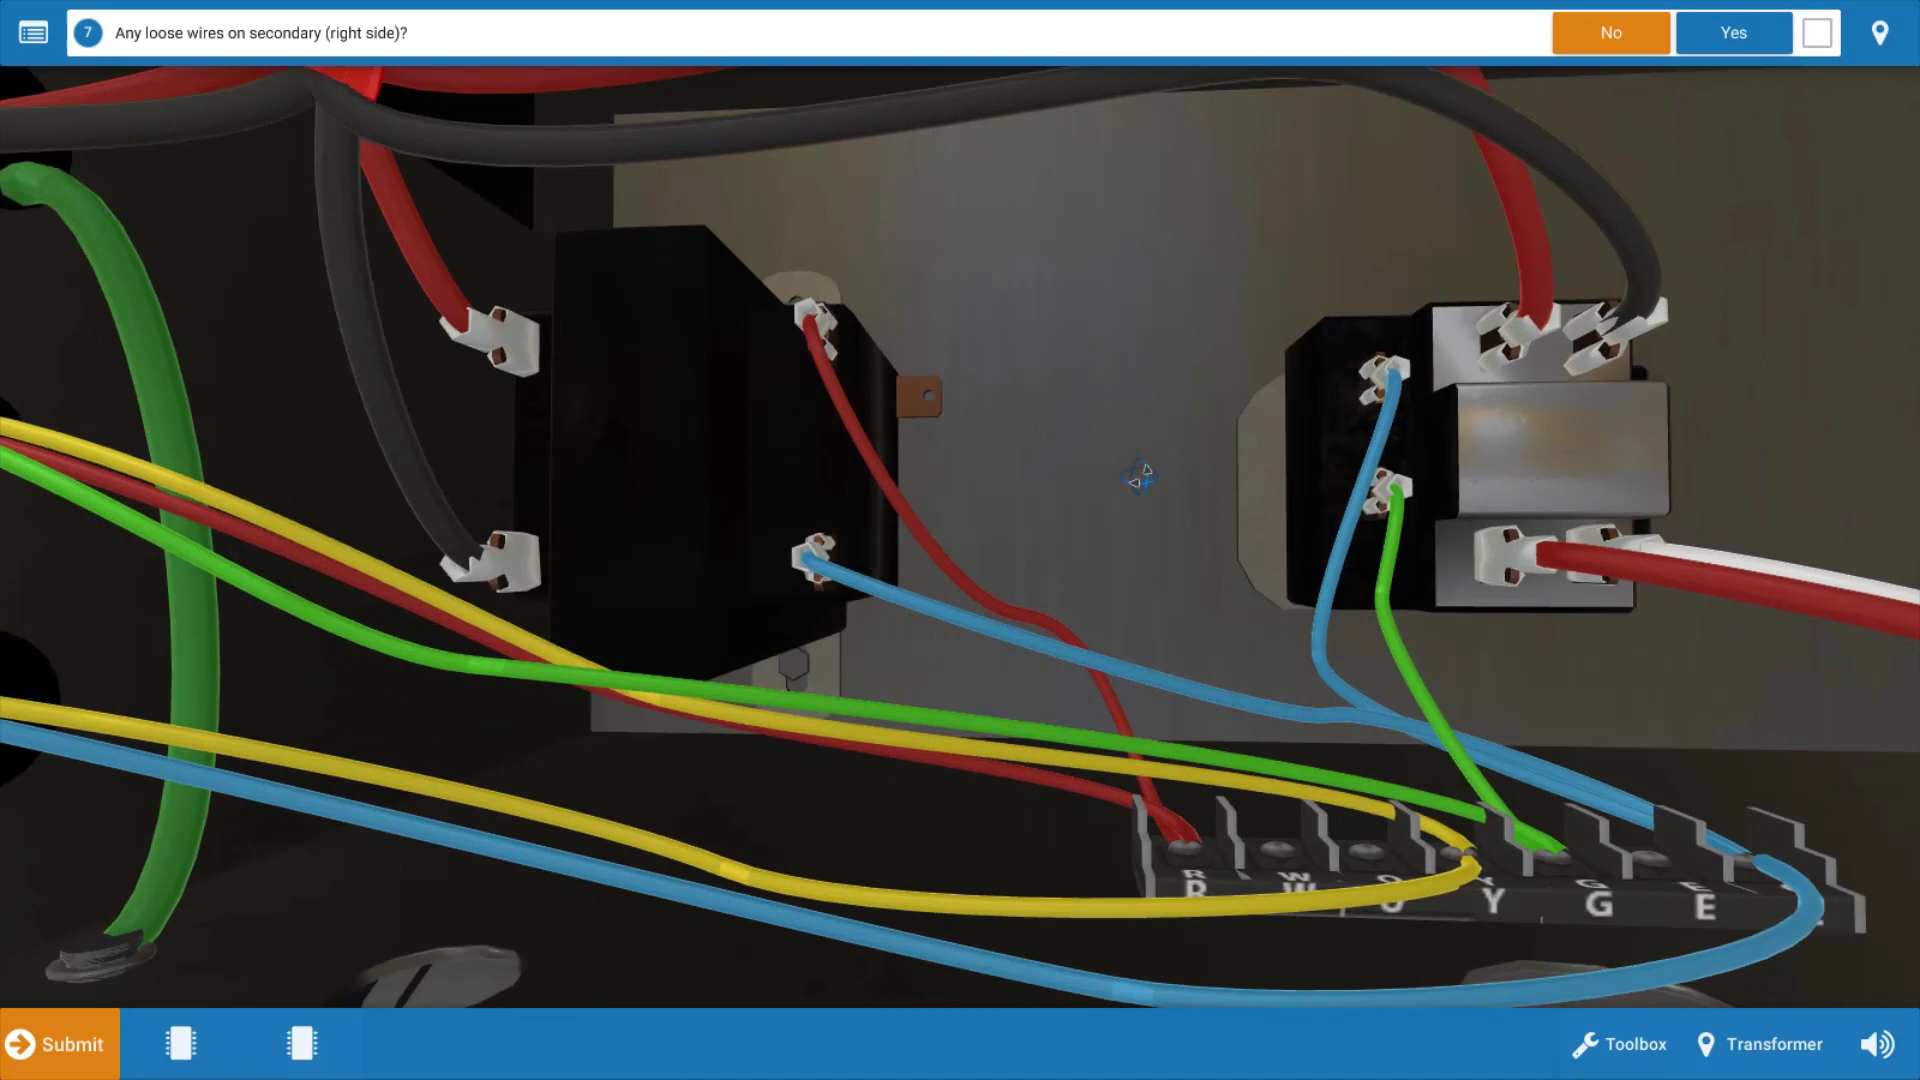 7 Any loose wires on secondary (right side)? No Yes
R W O Y G E
R W Y G E
Submit Toolbox Transformer